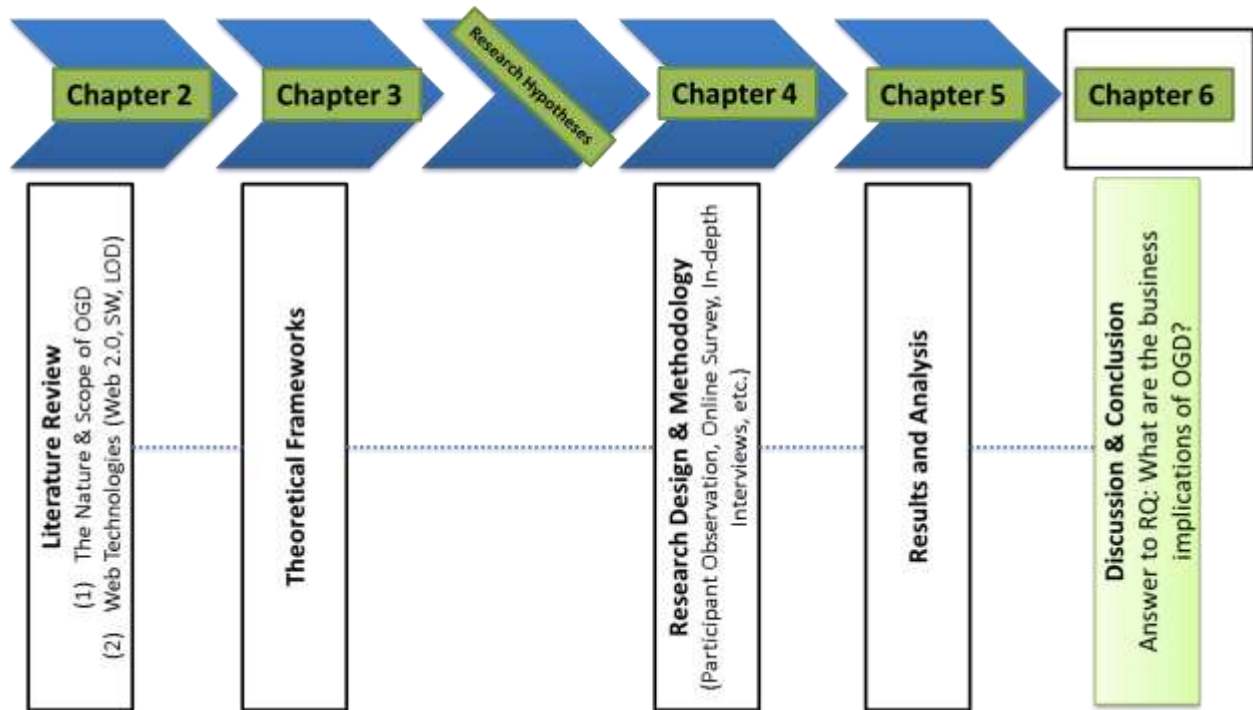 Chapter 2
Chapter 3
Research Hypotheses
Chapter 4
Chapter 5
Chapter 6
Literature Review
(1) The Nature & Scope of OGD
(2) Web Technologies (Web 2.0, SW, LOD)
Theoretical Frameworks
Research Design & Methodology
(Participant Observation, Online Survey, In-depth
Interviews, etc.)
Results and Analysis
Discussion & Conclusion
Answer to RQ: What are the business
implications of OGD?